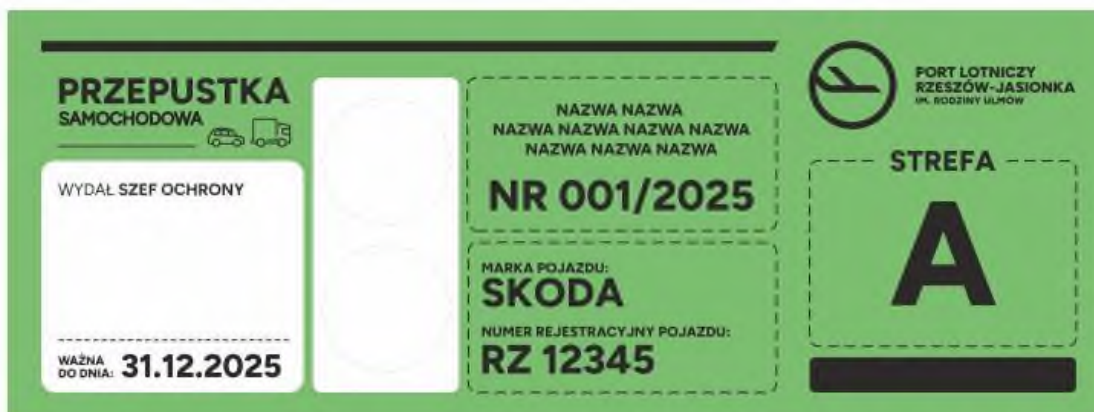 PRZEPUSTKA
SAMOCHODOWA
WYDAŁ SZEF OCHRONY
WAŻNA
DO DNIA: 31.12.2025
NAZWA NAZWA
NAZWA NAZWA NAZWA NAZWA
NAZWA NAZWA NAZWA
NR 001/2025
MARKA POJAZDU:
SKODA
NUMER REJESTRACYJNY POJAZDU:
RZ 12345
PORT LOTNICZY
RZESZÓW-JASIONKA
IM. RODZINY ULMÓW
STREFA
A